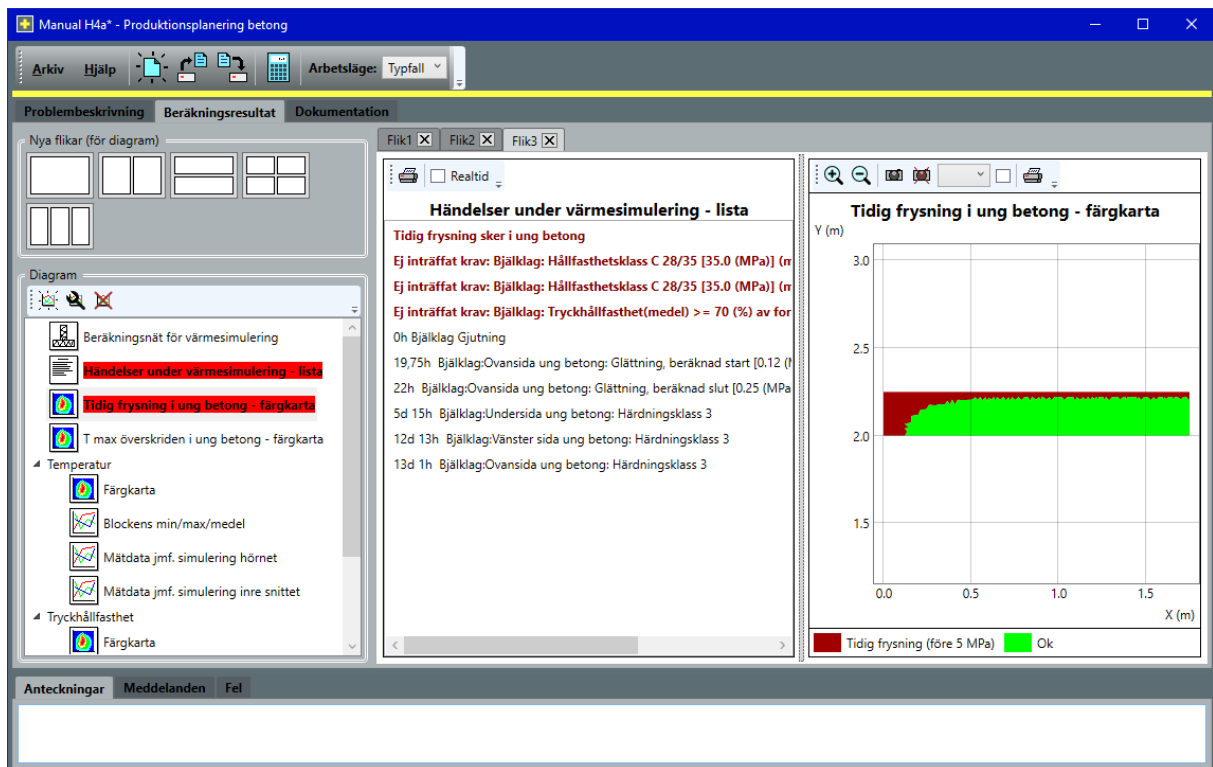 Manual H4a* - Produktionsplanering betong
Arkiv Hjälp Arbetsläge: Typfall
Problembeskrivning Beräkningsresultat Dokumentation
Nya flikar (för diagram)
Diagram
Beräkningsnät för värmesimulering
Händelser under värmesimulering - lista
Tidig frysning i ung betong - färgkarta
T max överskriden i ung betong - färgkarta
Temperatur
Färgkarta
Blockens min/max/medel
Mätdata jmf. simulering hörnet
Mätdata jmf. simulering inre snittet
Tryckhållfasthet
Färgkarta
Flik1 Flik2 Flik3
Realtid
Händelser under värmesimulering - lista
Tidig frysning sker i ung betong
Ej inträffat krav: Bjälklag: Hållfasthetsklass C 28/35 [35.0 (MPa)] (m
Ej inträffat krav: Bjälklag: Hållfasthetsklass C 28/35 [35.0 (MPa)] (m
Ej inträffat krav: Bjälklag: Tryckhållfasthet(medel) >= 70 (%) av for
0h Bjälklag Gjutning
19,75h Bjälklag:Ovansida ung betong: Glättning, beräknad start [0.12 (
22h Bjälklag:Ovansida ung betong: Glättning, beräknad slut [0.25 (MPa
5d 15h Bjälklag:Undersida ung betong: Härdningsklass 3
12d 13h Bjälklag:Vänster sida ung betong: Härdningsklass 3
13d 1h Bjälklag:Ovansida ung betong: Härdningsklass 3
Tidig frysning i ung betong - färgkarta
Y (m)
3.0
2.5
2.0
1.5
0.0 0.5 1.0 1.5
X (m)
Tidig frysning (före 5 MPa) Ok
Anteckningar Meddelanden Fel